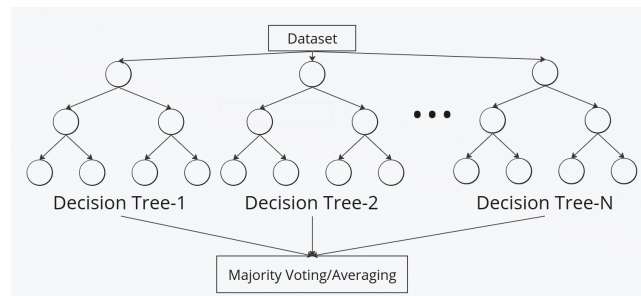 Dataset
Decision Tree-1
Decision Tree-2
Decision Tree-N
Majority Voting/Averaging